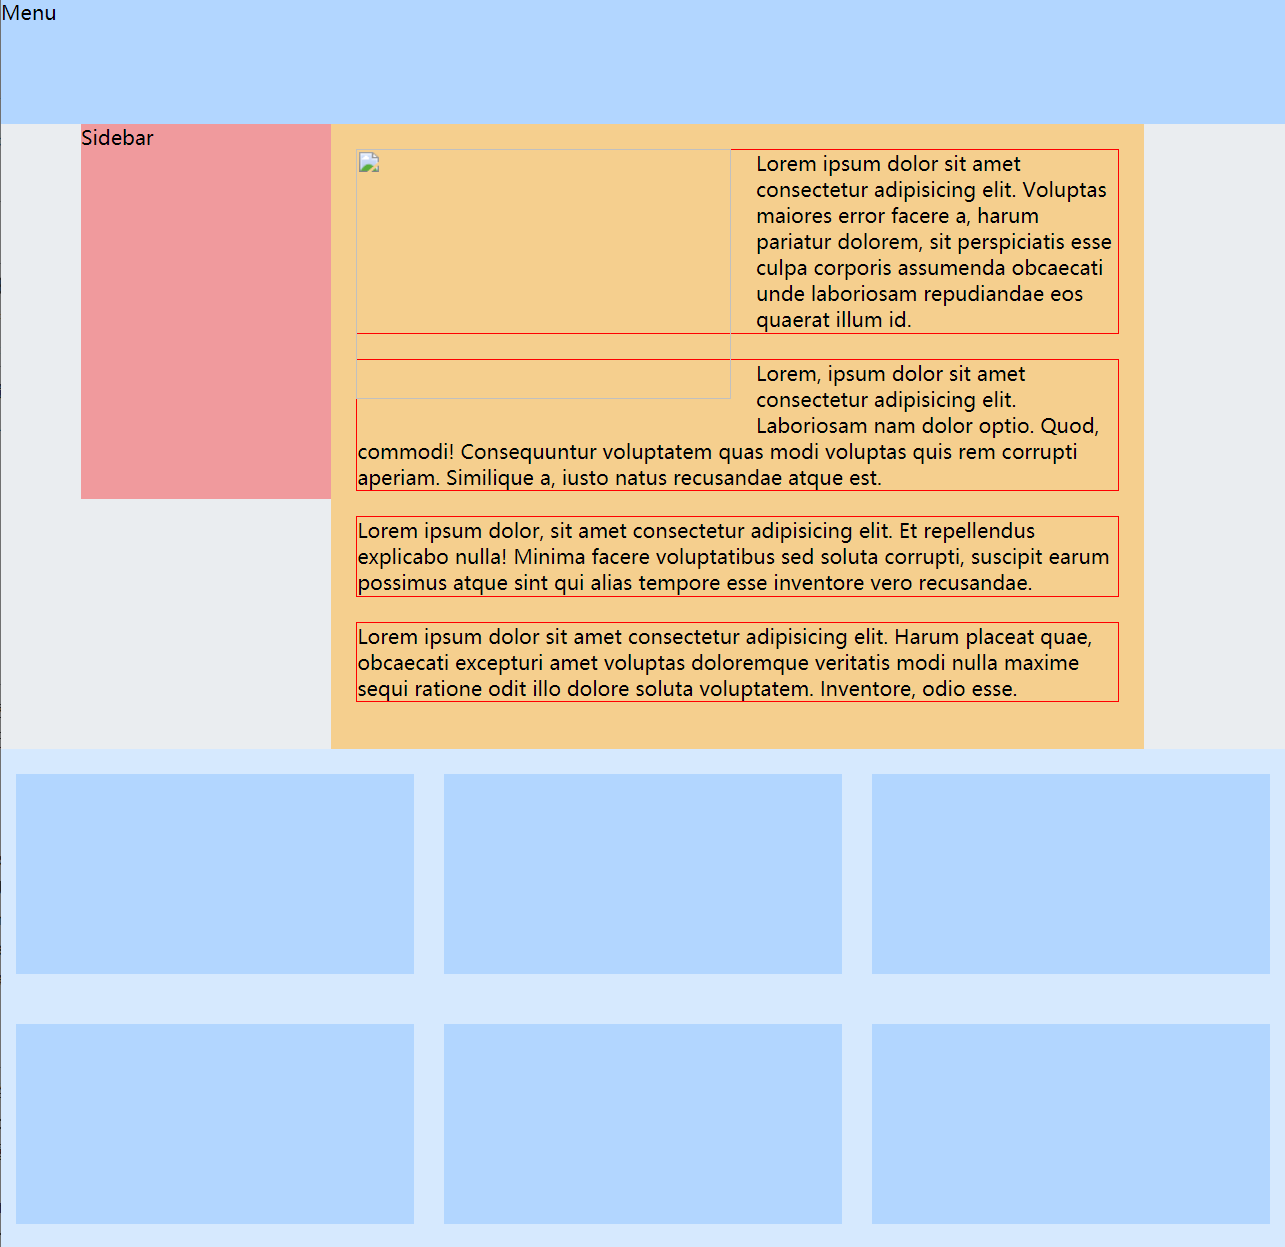 Menu
Sidebar
Lorem ipsum dolor sit amet
consectetur adipisicing elit. Voluptas
maiores error facere a, harum
pariatur dolorem, sit perspiciatis esse
culpa corporis assumenda obcaecati
unde laboriosam repudiandae eos
quaerat illum id.
Lorem, ipsum dolor sit amet
consectetur adipisicing elit.
Laboriosam nam dolor optio. Quod,
commodi! Consequuntur voluptatem quas modi voluptas quis rem corrupti
aperiam. Similique a, iusto natus recusandae atque est.
Lorem ipsum dolor, sit amet consectetur adipisicing elit. Et repellendus
explicabo nulla! Minima facere voluptatibus sed soluta corrupti, suscipit earum
possimus atque sint qui alias tempore esse inventore vero recusandae.
Lorem ipsum dolor sit amet consectetur adipisicing elit. Harum placeat quae,
obcaecati excepturi amet voluptas doloremque veritatis modi nulla maxime
sequi ratione odit illo dolore soluta voluptatem. Inventore, odio esse.